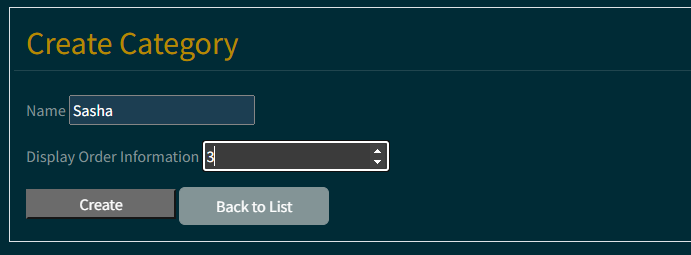 Create Category
Name Sasha
Display Order Information 3
Create Back to List